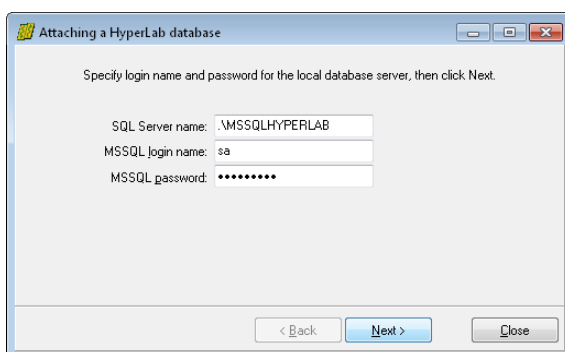 Attaching a HyperLab database
Specify login name and password for the local database server, then click Next.
SQL Server name: .\MSSQLHYPERLAB
MSSQL login name: sa
MSSQL password: •••••••••
< Back Next > Close